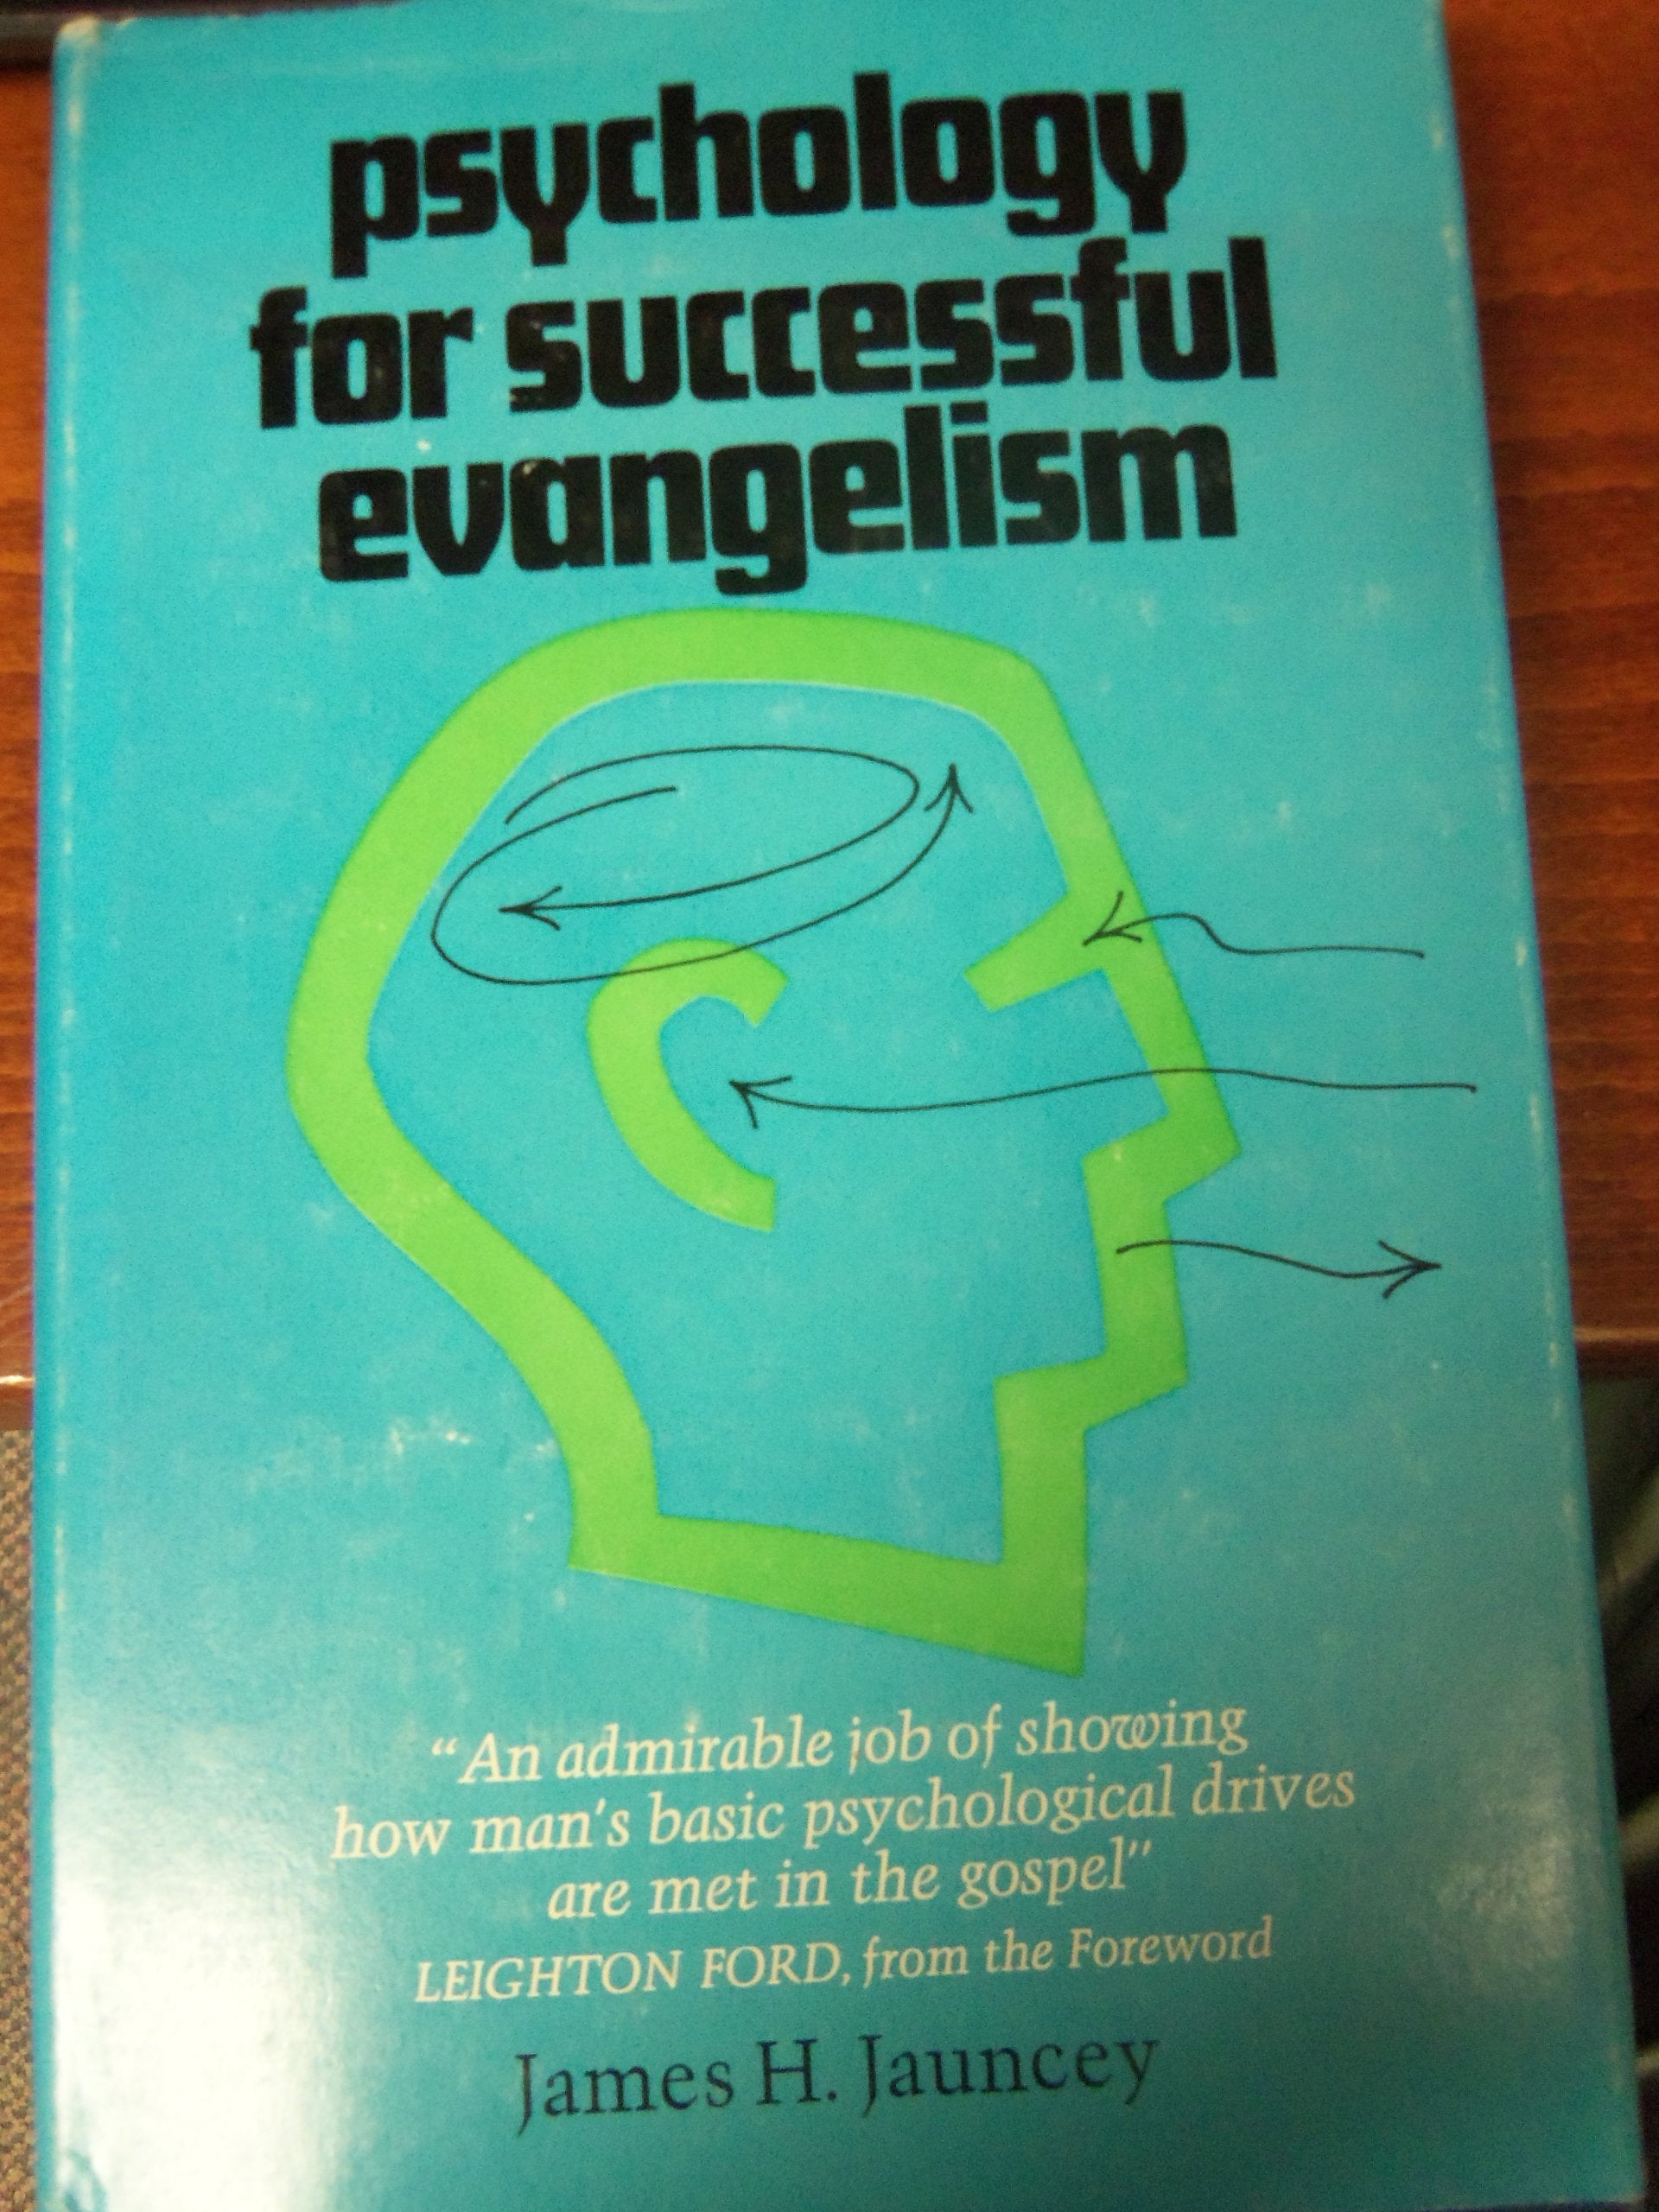 psychology
for successful
evangelism
“An admirable job of showing
how man's basic psychological drives
are met in the gospel”
LEIGHTON FORD, from the Foreword
James H. Jauncey